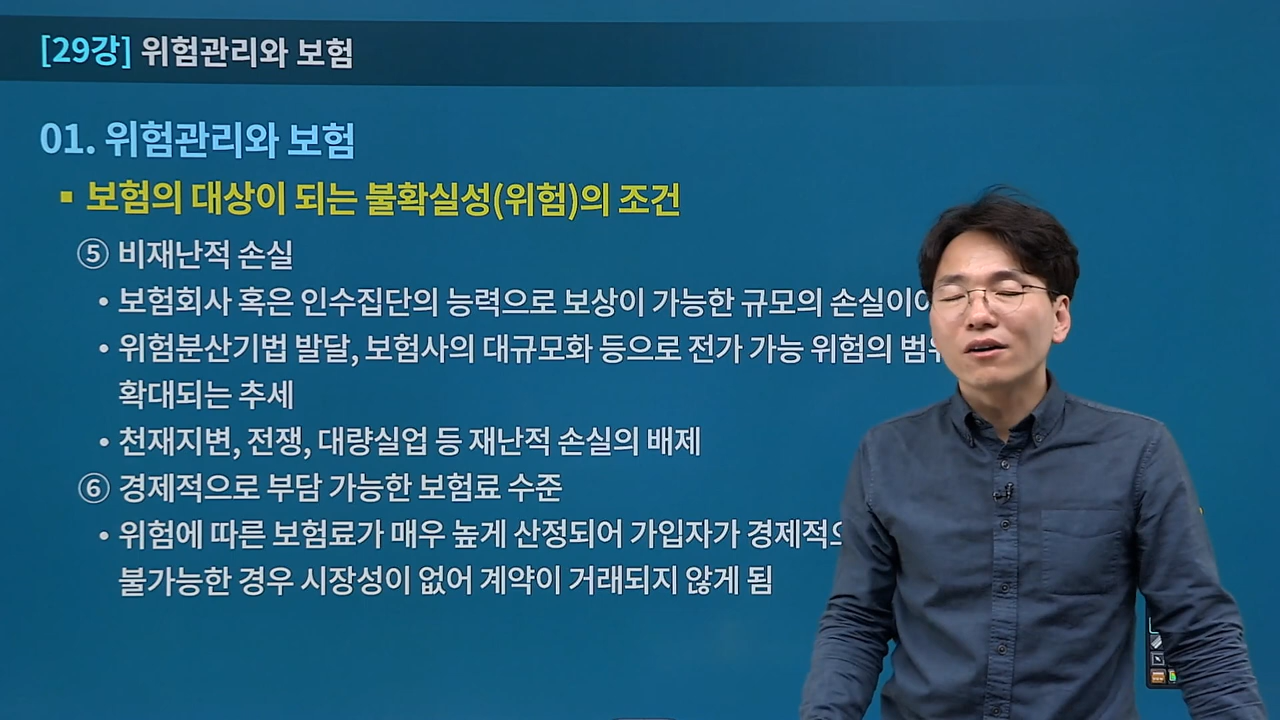 [29강] 위험관리와 보험
01. 위험관리와 보험
▪ 보험의 대상이 되는 불확실성(위험)의 조건
⑤ 비재난적 손실
• 보험회사 혹은 인수집단의 능력으로 보상이 가능한 규모의
• 위험분산기법 발달, 보험사의 대규모화 등으로 전가 가능 위험의
확대되는 추세
• 천재지변, 전쟁, 대량실업 등 재난적 손실의 배제
⑥ 경제적으로 부담 가능한 보험료 수준
• 위험에 따른 보험료가 매우 높게 산정되어 가입자가
불가능한 경우 시장성이 없어 계약이 거래되지 않게 됨